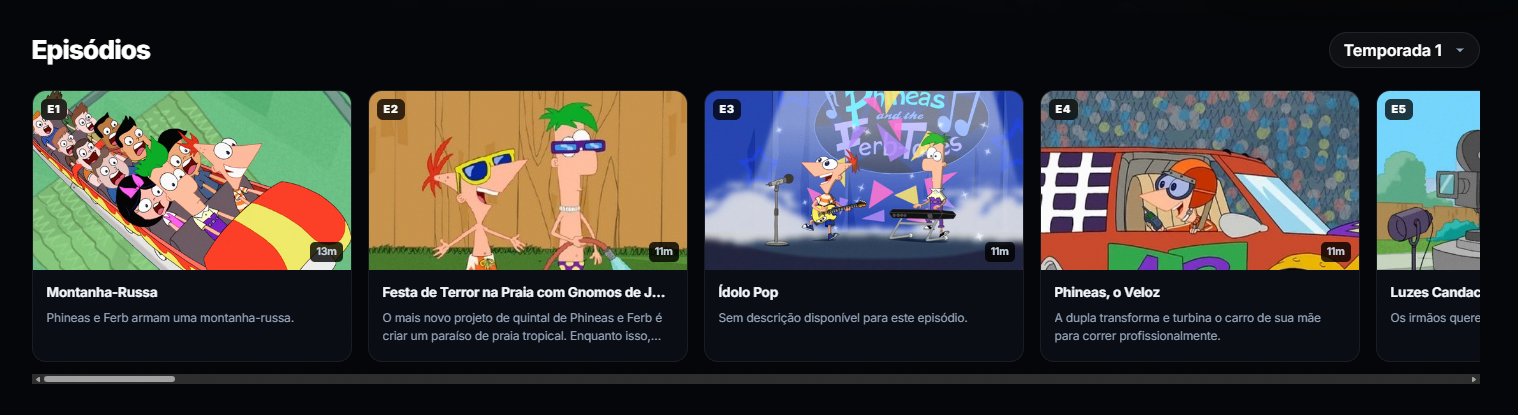 Episódios
Temporada 1
E1
13m
Montanha-Russa
Phineas e Ferb armam uma montanha-russa.
E2
11m
Festa de Terror na Praia com Gnomos de J...
O mais novo projeto de quintal de Phineas e Ferb é
criar um paraíso de praia tropical. Enquanto isso,...
E3
Phineas
and the
Ferb Tones
11m
Ídolo Pop
Sem descrição disponível para este episódio.
E4
11m
Phineas, o Veloz
A dupla transforma e turbina o carro de sua mãe
para correr profissionalmente.
E5
Luzes Candac
Os irmãos quere